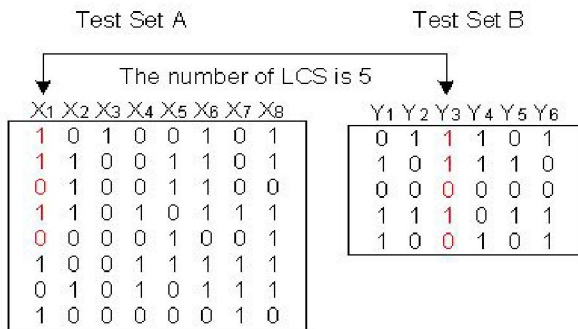 Test Set A Test Set B
The number of LCS is 5
X1 X2 X3 X4 X5 X6 X7 X8 Y1 Y2 Y3 Y4 Y5 Y6
1 0 1 0 0 1 0 1 0 1 1 1 0 1
1 1 0 0 1 1 0 1 1 0 1 1 1 0
0 1 0 0 1 1 0 0 0 0 0 0 0 0
1 1 0 1 0 1 1 1 1 1 1 0 1 1
0 0 0 0 1 0 0 1 1 0 0 1 0 1
1 0 0 1 1 1 1 1
0 1 0 1 0 1 1 1
1 0 0 0 0 0 1 0